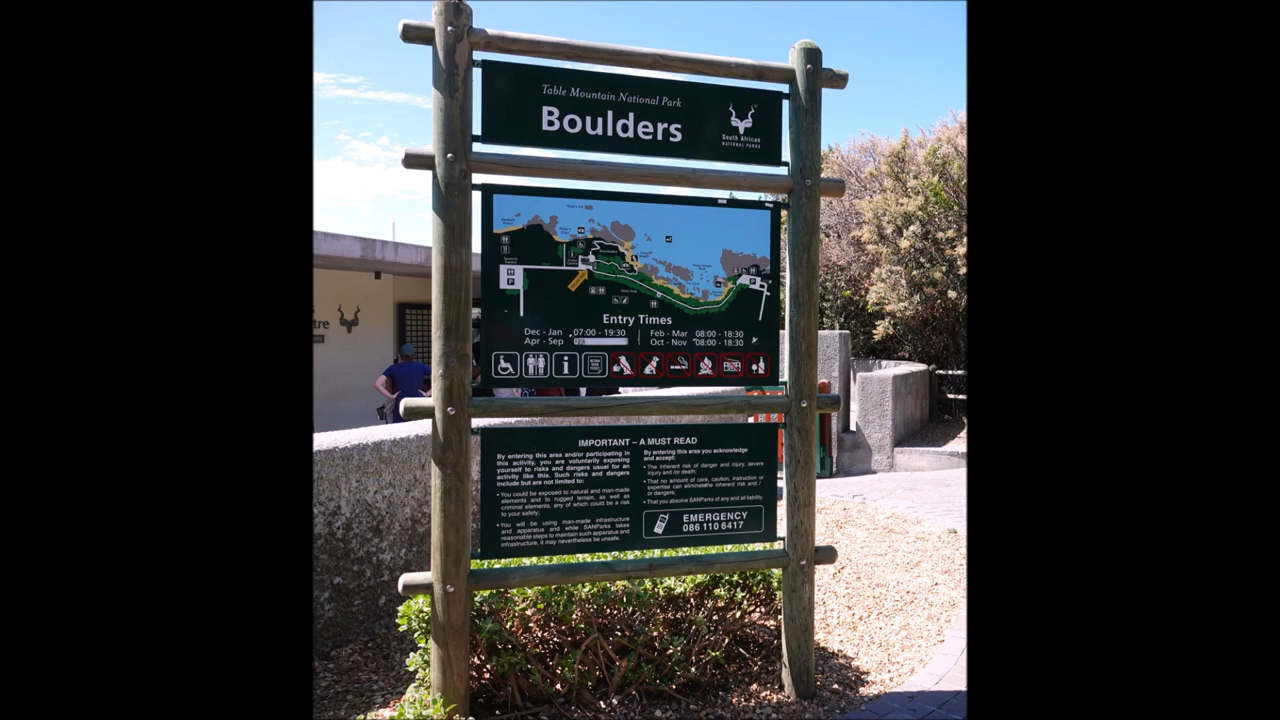 Table Mountain National Park
Boulders
South African
NATIONAL PARKS
Entry Times
Dec - Jan 07:00 - 19:30
Apr - Sep
Feb - Mar 08:00 - 18:30
Oct - Nov 08:00 - 18:30
tre
IMPORTANT – A MUST READ
By entering this area and/or participating in
this activity, you are voluntarily exposing
yourself to risks and dangers usual for an
activity like this. Such risks and dangers
include but are not limited to:
• You could be exposed to natural and man-made
elements and to rugged terrain, as well as
criminal elements, any of which could be a risk
to your safety;
• You will be using man-made infrastructure
and apparatus and while SANParks takes
reasonable steps to maintain such apparatus and
infrastructure, it may nevertheless be unsafe.
By entering this area you acknowledge
and accept:
• The inherent risk of danger and injury, severe
injury and /or death;
• That no amount of care, caution, instruction or
expertise can eliminate the inherent risk and /
or dangers;
• That you absolve SANParks of any and all liability.
EMERGENCY
086 110 6417